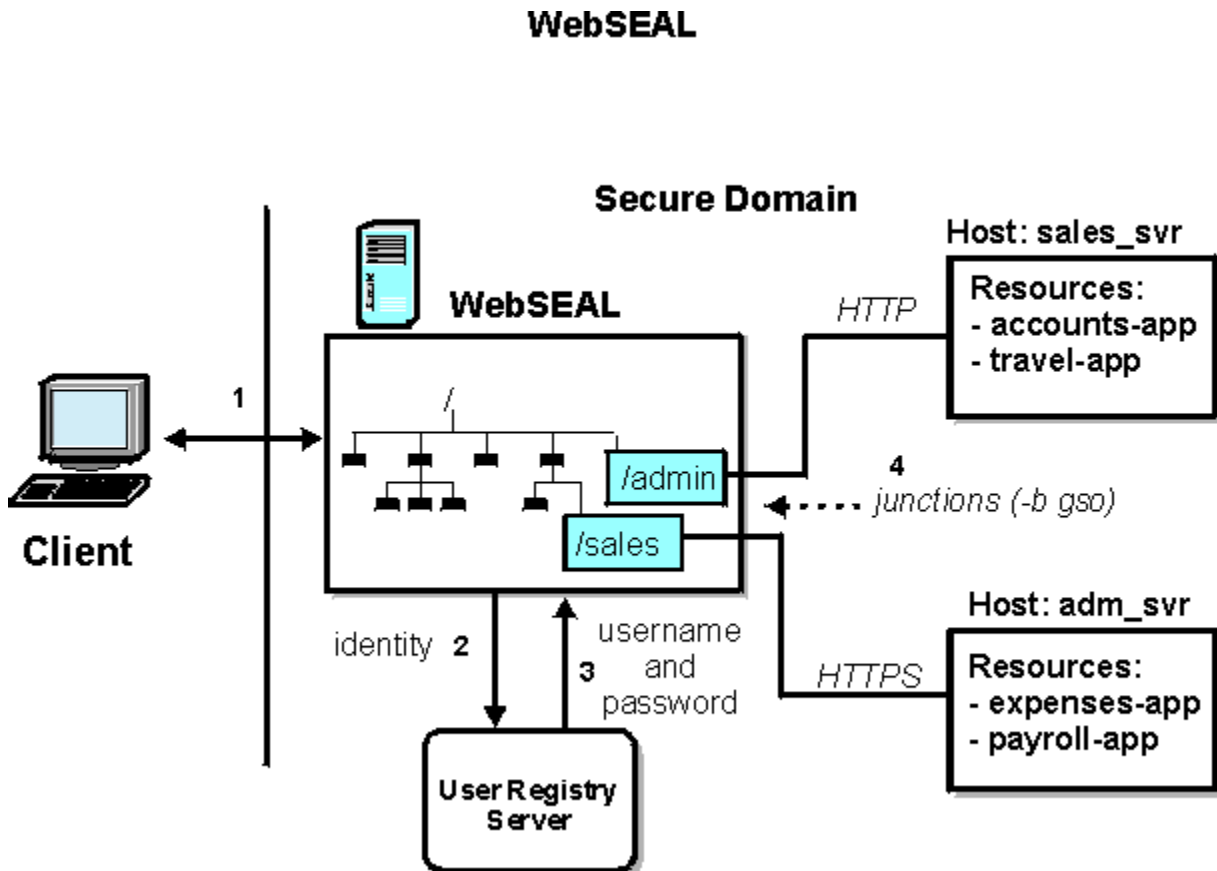 WebSEAL
Secure Domain
Host: sales_svr
Resources:
- accounts-app
- travel-app
WebSEAL
HTTP
/
1
/admin
4
junctions (-b gso)
/sales
Client
Host: adm_svr
Resources:
- expenses-app
- payroll-app
HTTPS
identity 2
3
username
and
password
User Registry
Server